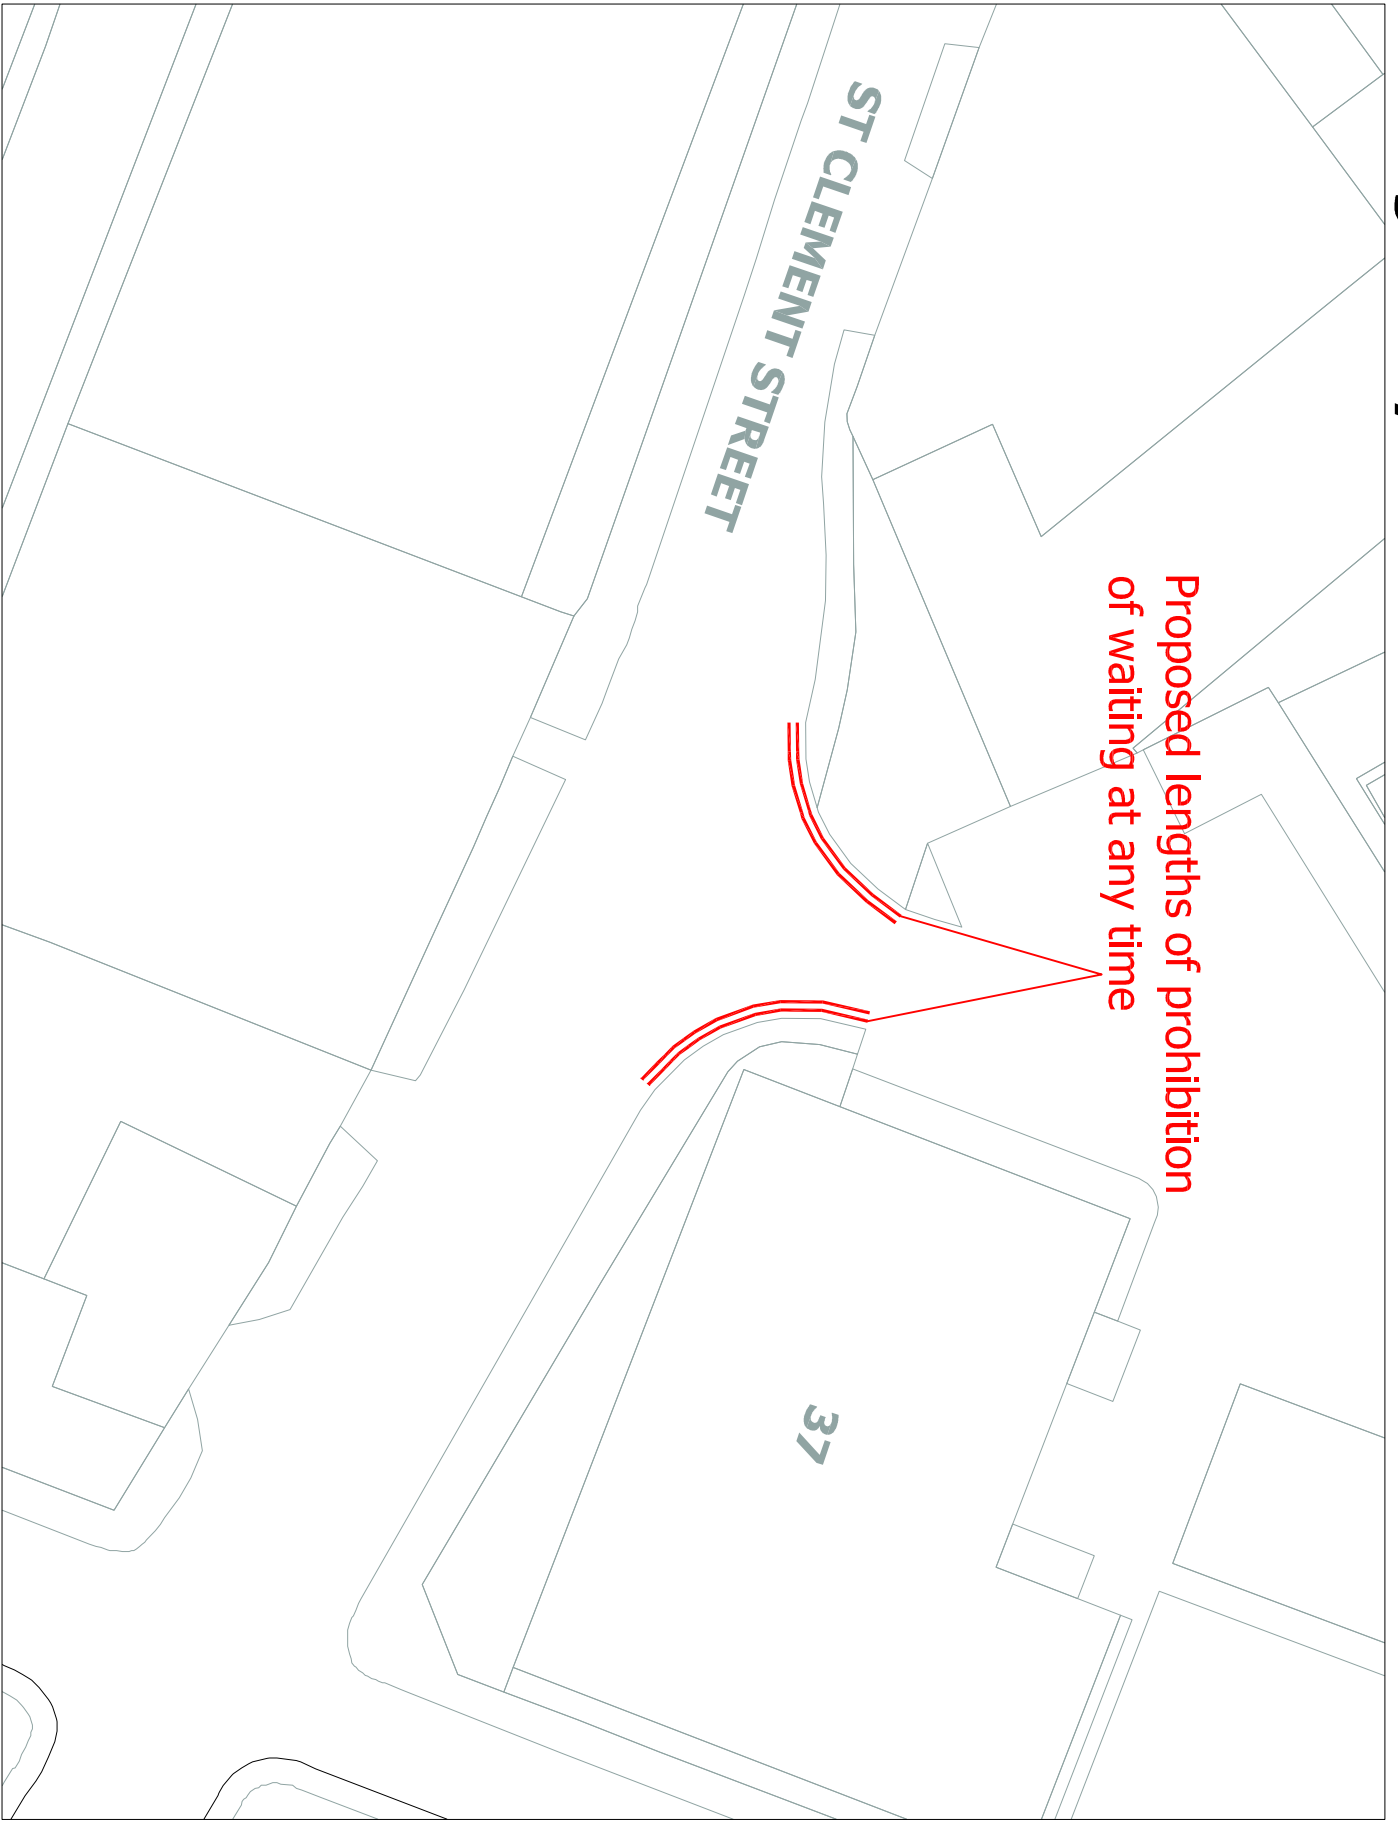 Proposed lengths of prohibition
of waiting at any time
ST CLEMENT STREET
37